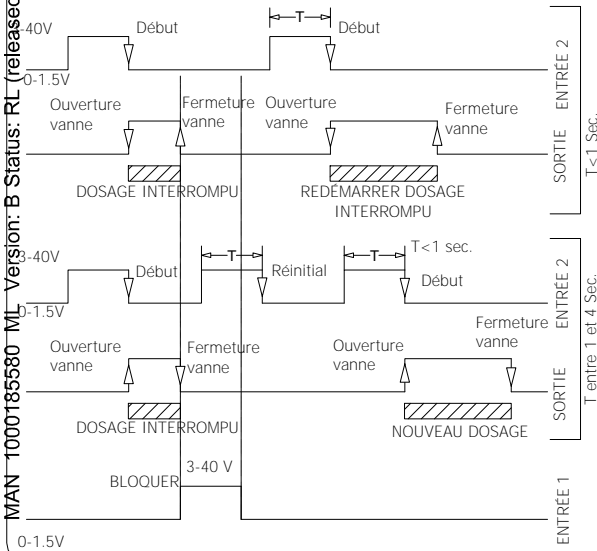 MAN 1000185580 ML Version: B Status: RL (released
-40V
Début
T
Début
0-1.5V
Ouverture
vanne
Fermeture
vanne
Ouverture
vanne
Fermeture
vanne
DOSAGE INTERROMPU
REDÉMARRER DOSAGE
INTERROMPU
ENTRÉE 2
SORTIE
T<1 Sec.
3-40V
Début
T
Réinitial
T
T<1 sec.
Début
0-1.5V
Ouverture
vanne
Fermeture
vanne
Ouverture
vanne
Fermeture
vanne
DOSAGE INTERROMPU
NOUVEAU DOSAGE
ENTRÉE 2
SORTIE
T entre 1 et 4 Sec.
3-40 V
BLOQUER
0-1.5V
ENTRÉE 1